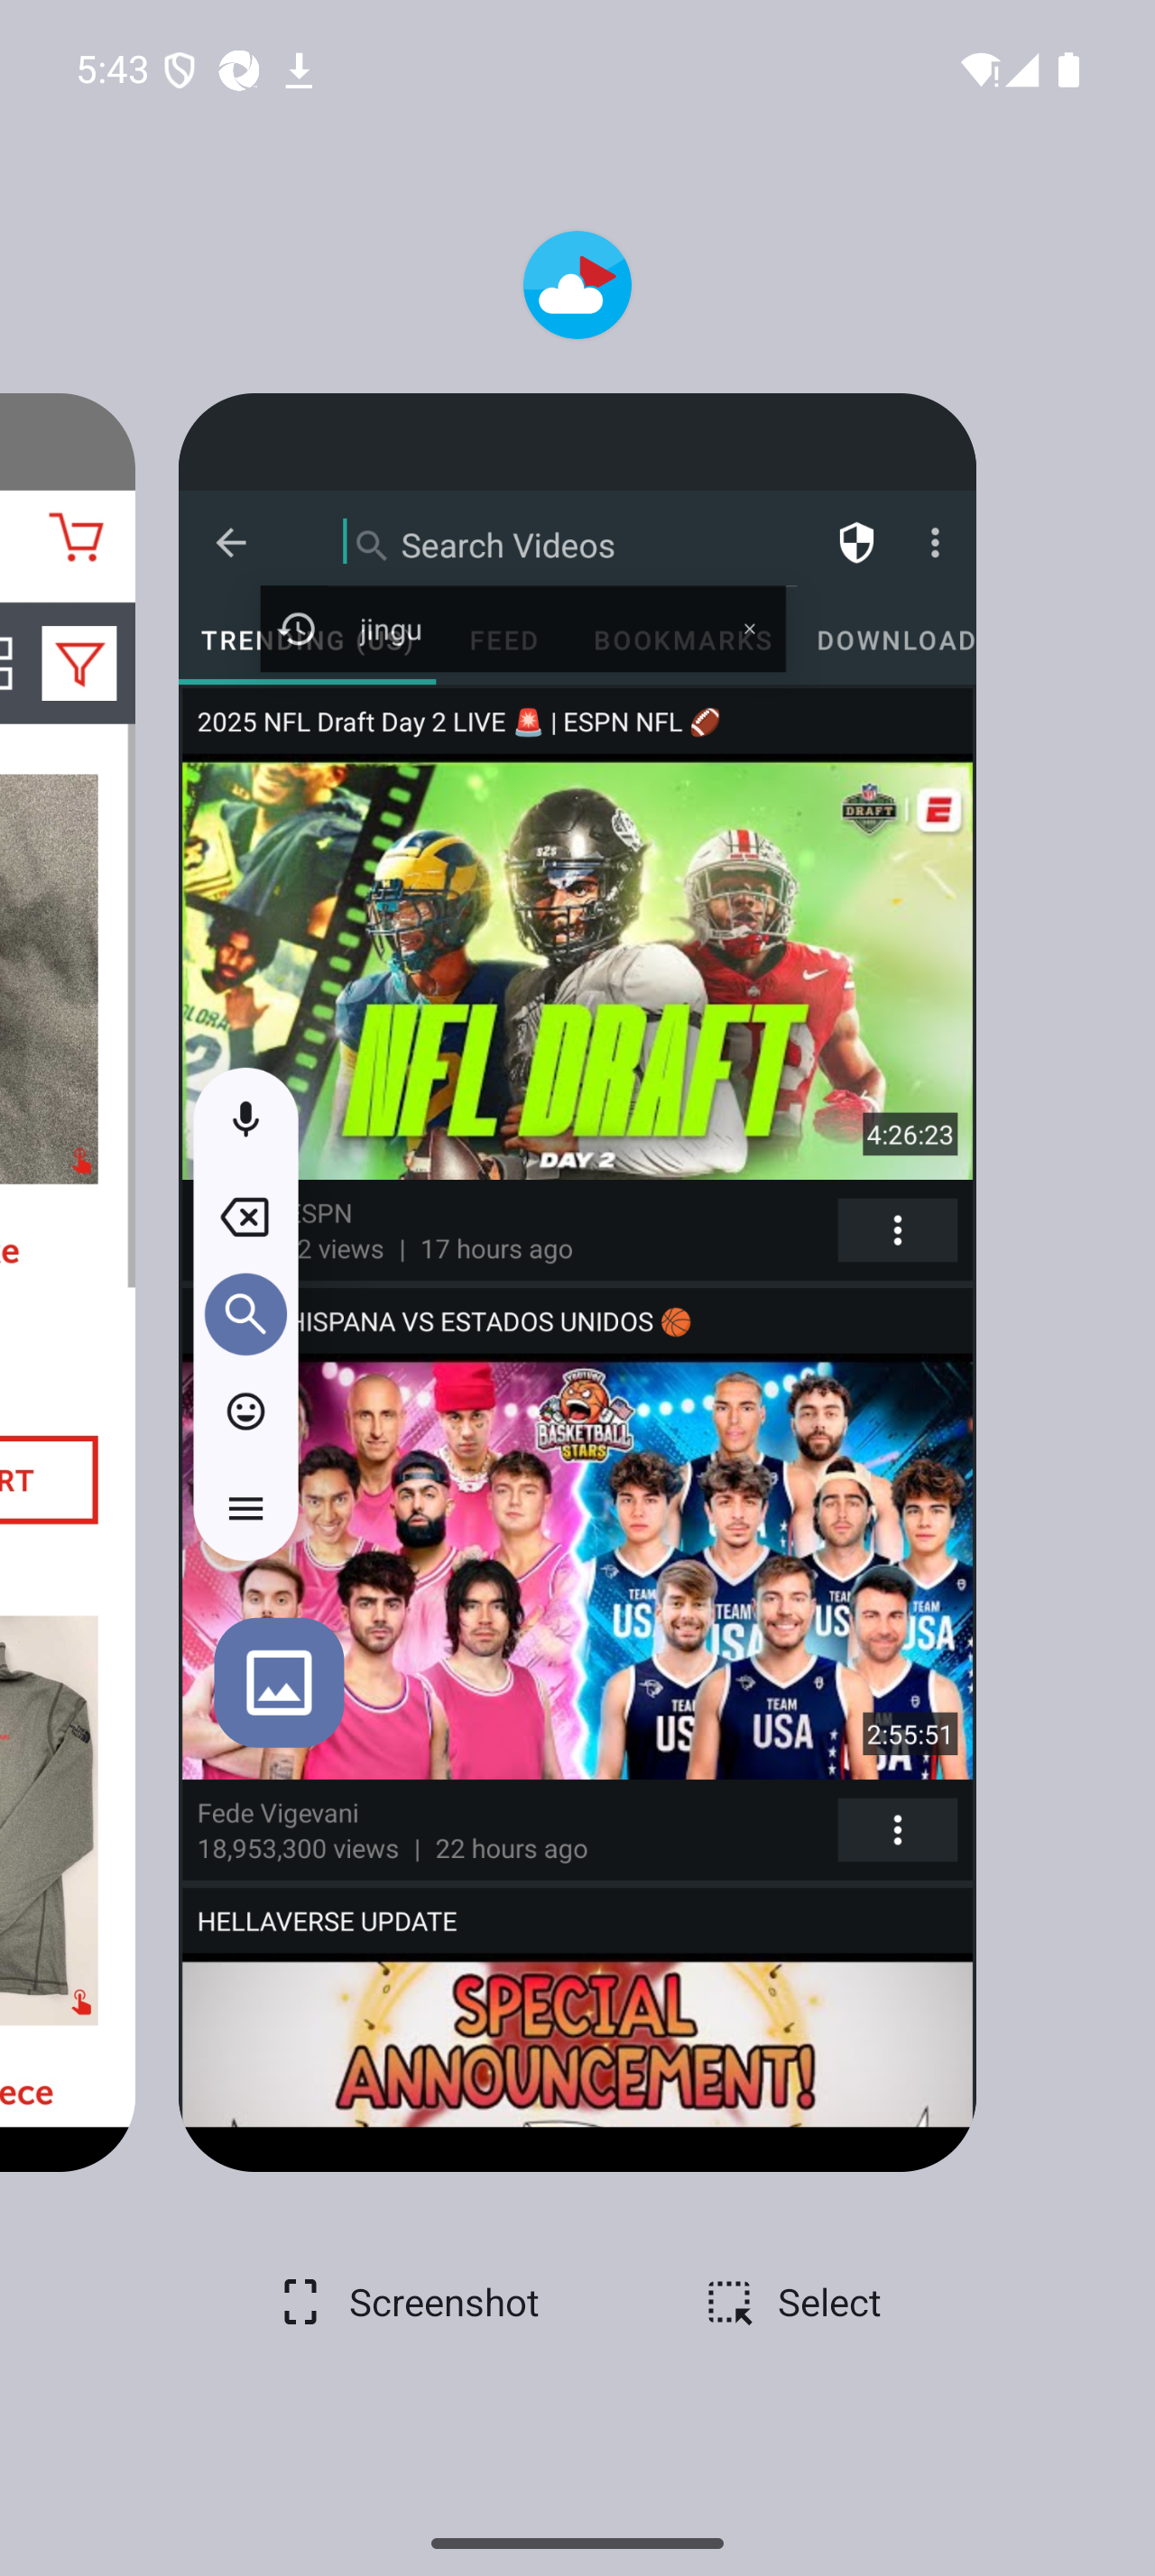 5:43
Search Videos
jingu
TRENDING (US)
FEED
BOOKMARKS
DOWNLOAD
2025 NFL Draft Day 2 LIVE 🚨 | ESPN NFL 🏈
DRAFT
NFL DRAFT
DAY 2
4:26:23
ESPN
2 views | 17 hours ago
HISPANA VS ESTADOS UNIDOS 🏀
BASKETBALL
STARS
TEAM
US
TEAM
USA
TEAM
US
TEAM
USA
TEAM
US
TEAM
USA
2:55:51
Fede Vigevani
18,953,300 views | 22 hours ago
HELLAVERSE UPDATE
SPECIAL
ANNOUNCEMENT!
e
RT
ece
Screenshot
Select